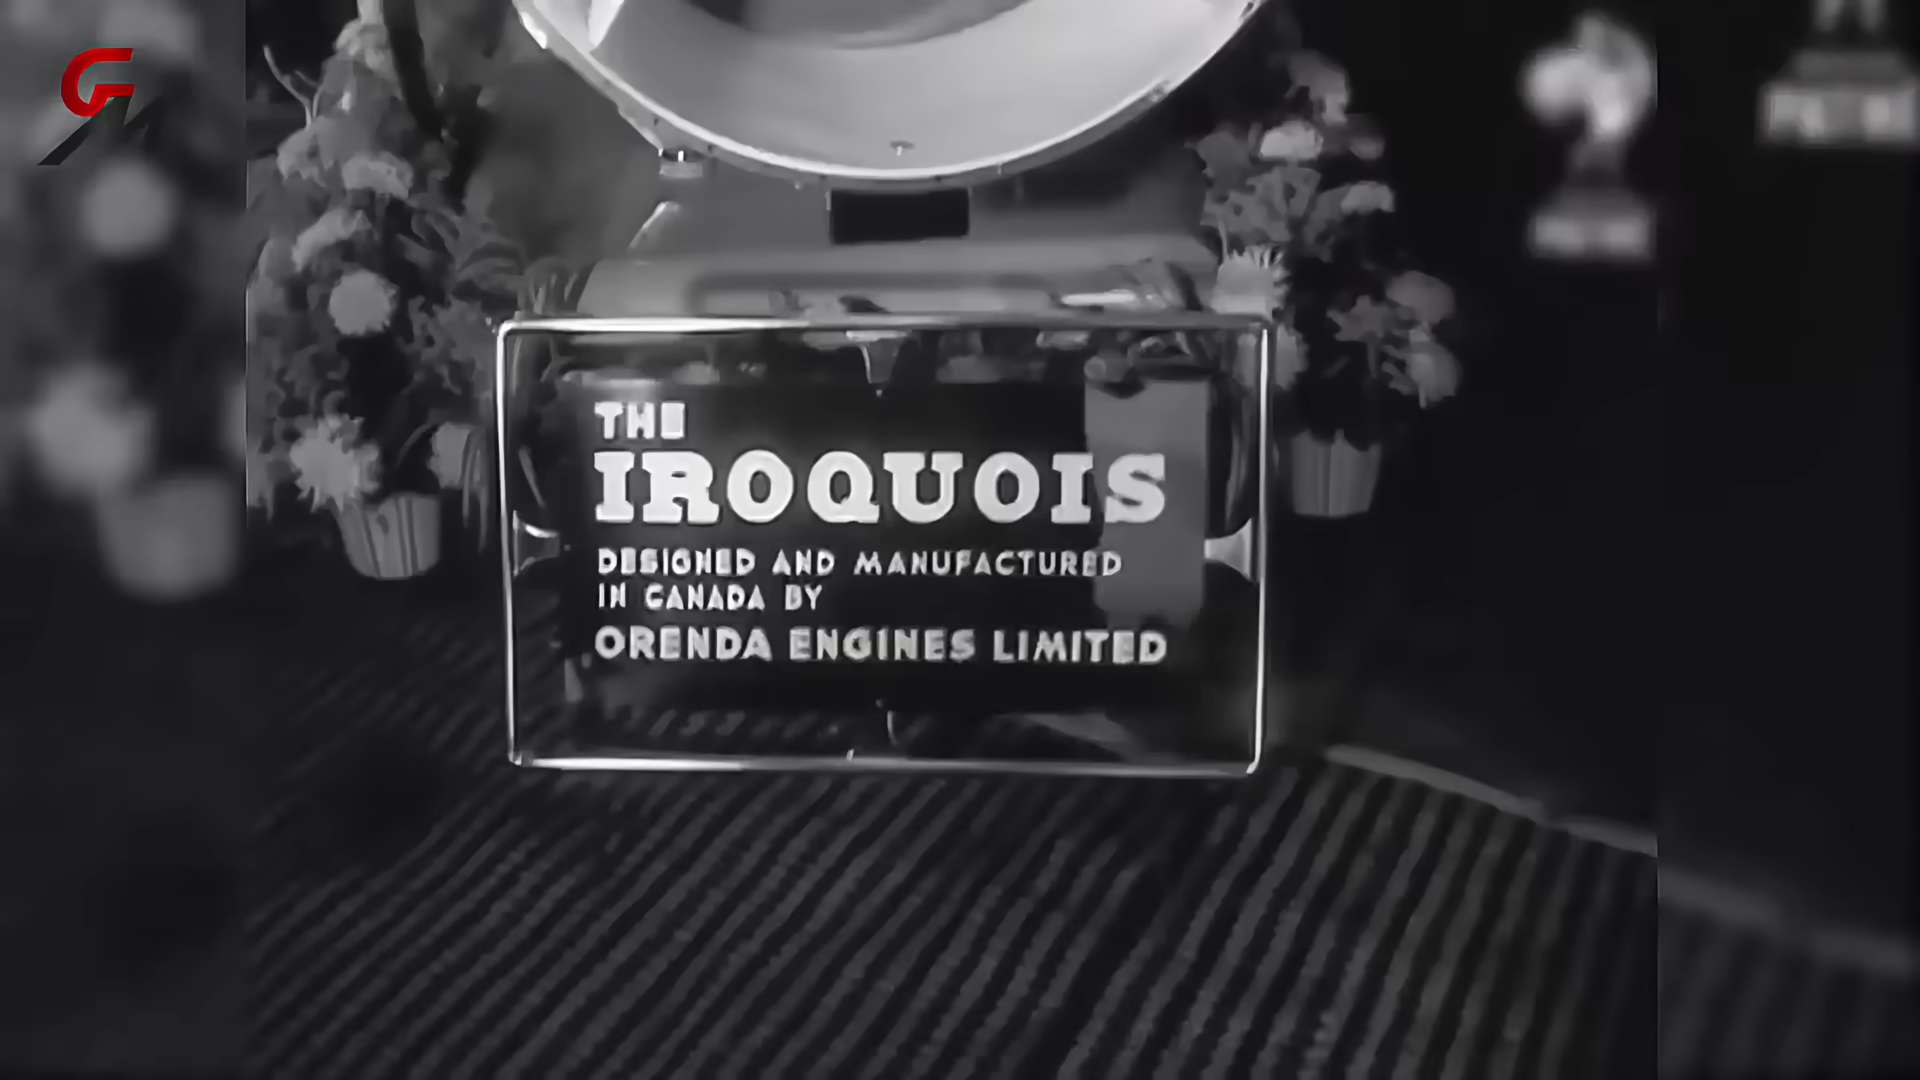 THE
IROQUOIS
DESIGNED AND MANUFACTURED
IN CANADA BY
ORENDA ENGINES LIMITED